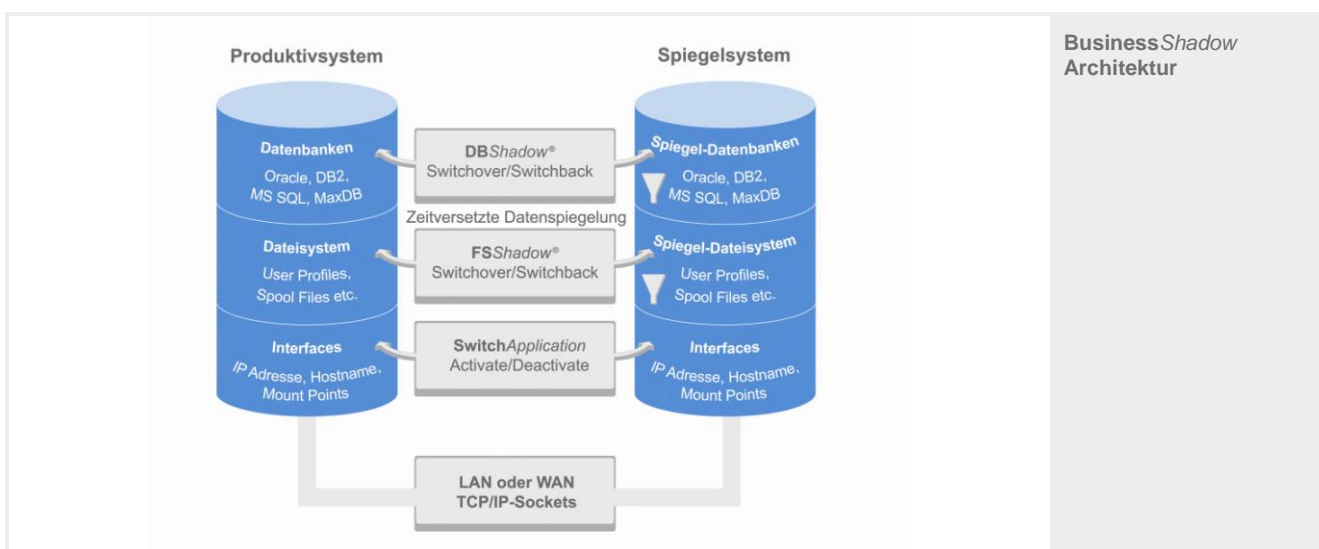 BusinessShadow
Architektur
Produktivsystem
Spiegelsystem
Datenbanken
Oracle, DB2,
MS SQL, MaxDB
DBShadow®
Switchover/Switchback
Spiegel-Datenbanken
Oracle, DB2,
MS SQL, MaxDB
Zeitversetzte Datenspiegelung
Dateisystem
User Profiles,
Spool Files etc.
FSShadow®
Switchover/Switchback
Spiegel-Dateisystem
User Profiles,
Spool Files etc.
Interfaces
IP Adresse, Hostname,
Mount Points
SwitchApplication
Activate/Deactivate
Interfaces
IP Adresse, Hostname,
Mount Points
LAN oder WAN
TCP/IP-Sockets